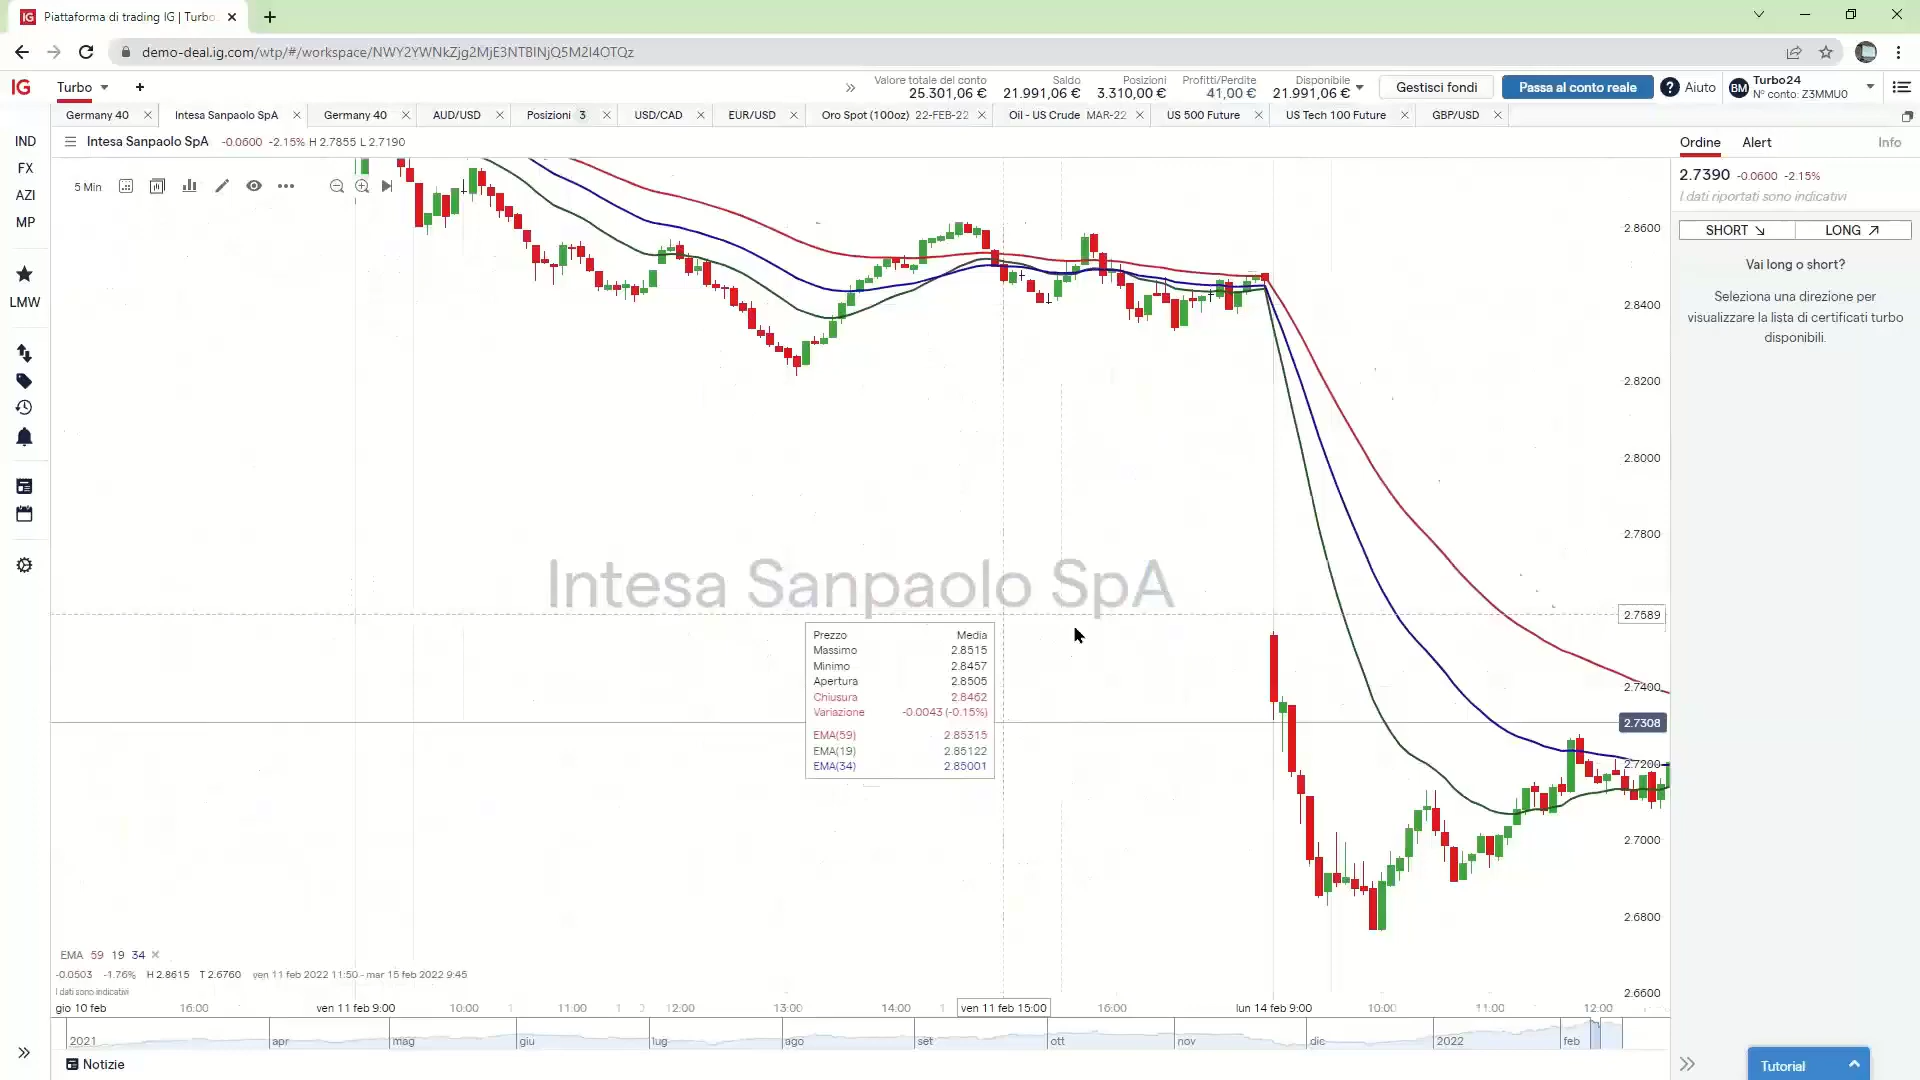 Piattaforma di trading IG | Turbo
demo-deal.ig.com/wtp/#/workspace/NWY2YWNkZjg2MjE3NTBlNjQ5M2I4OTQz
IG
Turbo
Valore totale del conto
25.301,06 €
Saldo
21.991,06 €
Posizioni
3.310,00 €
Profitti/Perdite
41,00 €
Disponibile
21.991,06 €
Gestisci fondi
Passa al conto reale
Aiuto
BM
Turbo24
N° conto: Z3MMU0
Germany 40
Intesa Sanpaolo SpA
Germany 40
AUD/USD
Posizioni 3
USD/CAD
EUR/USD
Oro Spot (100oz) 22-FEB-22
Oil - US Crude MAR-22
US 500 Future
US Tech 100 Future
GBP/USD
IND
FX
AZI
MP
LMW
Intesa Sanpaolo SpA -0.0600 -2.15% H 2.7855 L 2.7190
5 Min
Ordine
Alert
Info
2.7390 -0.0600 -2.15%
I dati riportati sono indicativi
SHORT
LONG
Vai long o short?
Seleziona una direzione per
visualizzare la lista di certificati turbo
disponibili.
2.8600
2.8400
2.8200
2.8000
2.7800
2.7589
2.7400
2.7308
2.7200
2.7000
2.6800
2.6600
Intesa Sanpaolo SpA
Prezzo Media
Massimo 2.8515
Minimo 2.8457
Apertura 2.8505
Chiusura 2.8462
Variazione -0.0043 (-0.15%)
EMA(59) 2.85315
EMA(19) 2.85122
EMA(34) 2.85001
EMA 59 19 34
-0.0503 -1.76% H 2.8615 T 2.6760 ven 11 feb 2022 11:50 - mar 15 feb 2022 9:45
I dati sono indicativi
gio 10 feb 16:00 ven 11 feb 9:00 10:00 11:00 12:00 13:00 14:00 ven 11 feb 15:00 16:00 lun 14 feb 9:00 10:00 11:00 12:00
2021 apr mag giu lug ago set ott nov dic 2022 feb
Notizie
Tutorial